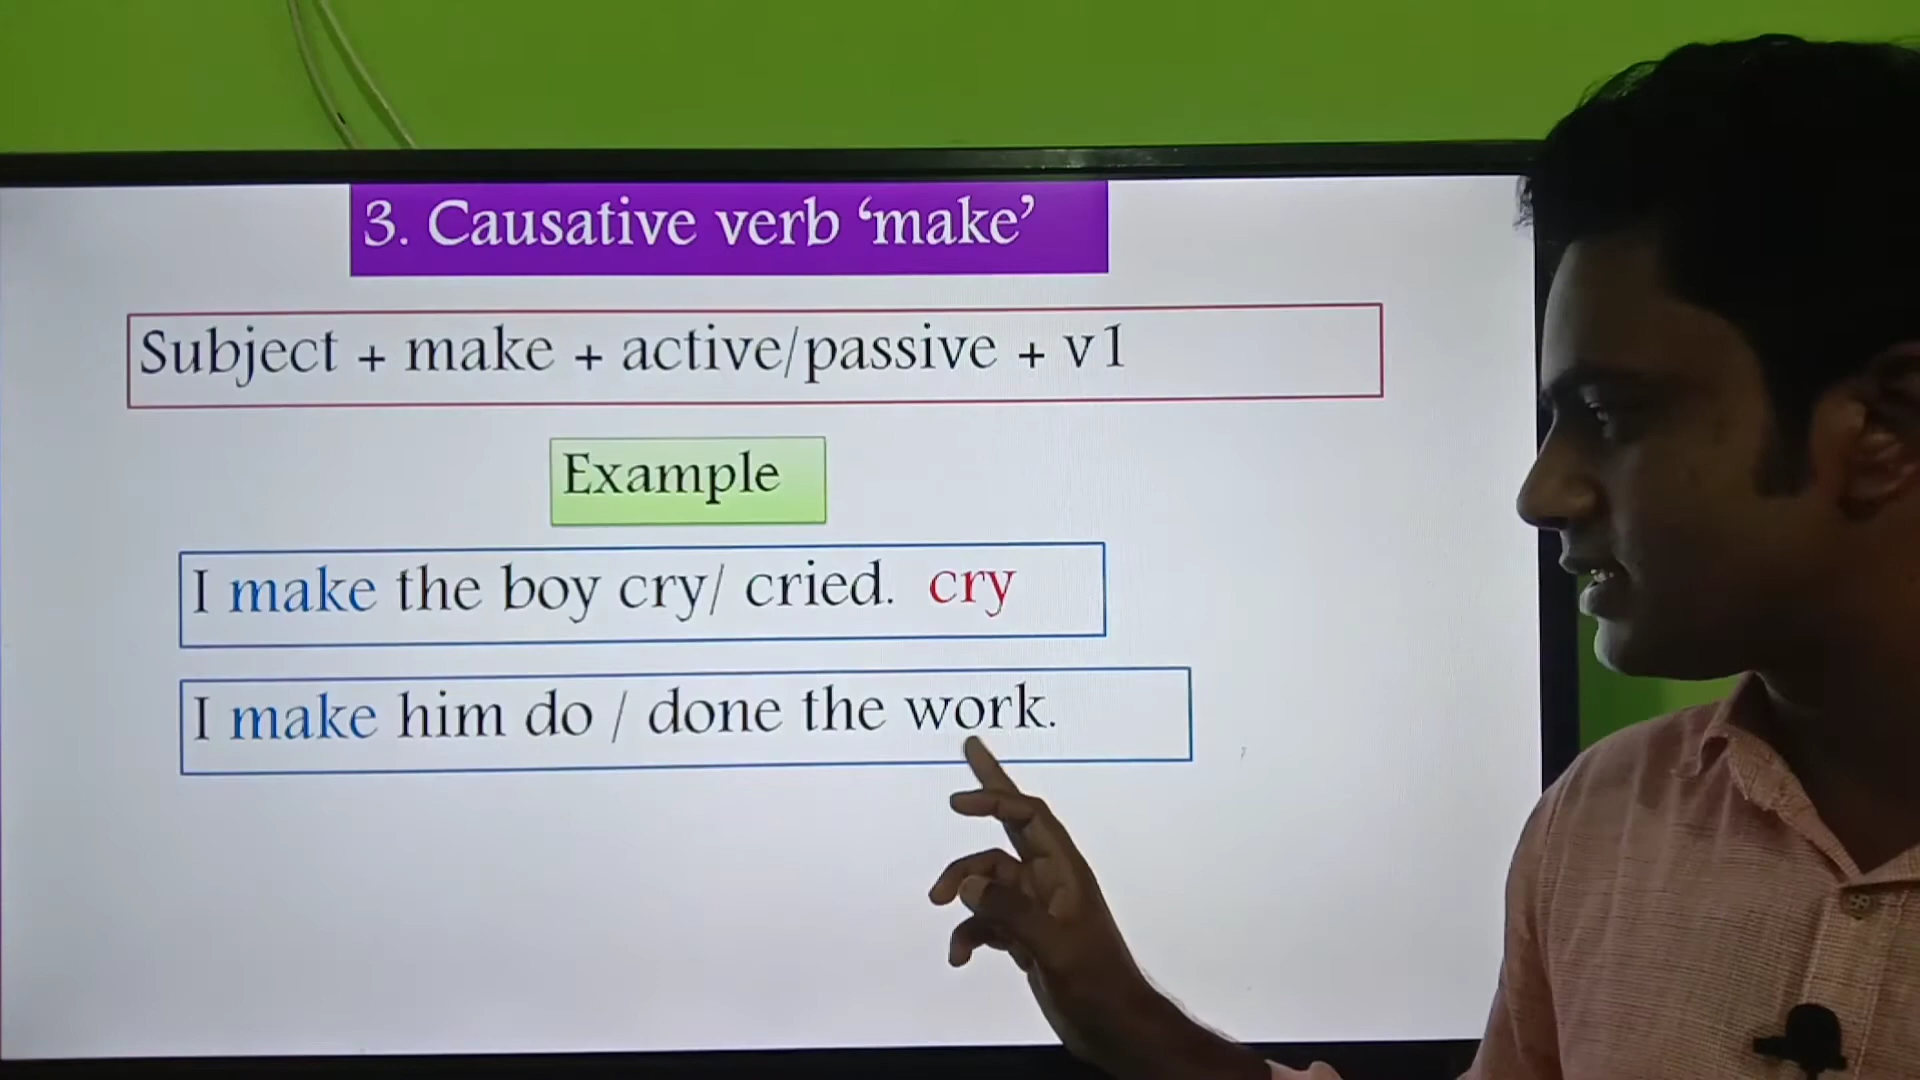 3. Causative verb ‘make’
Subject + make + active/passive + v1
Example
I make the boy cry/ cried. cry
I make him do / done the work.